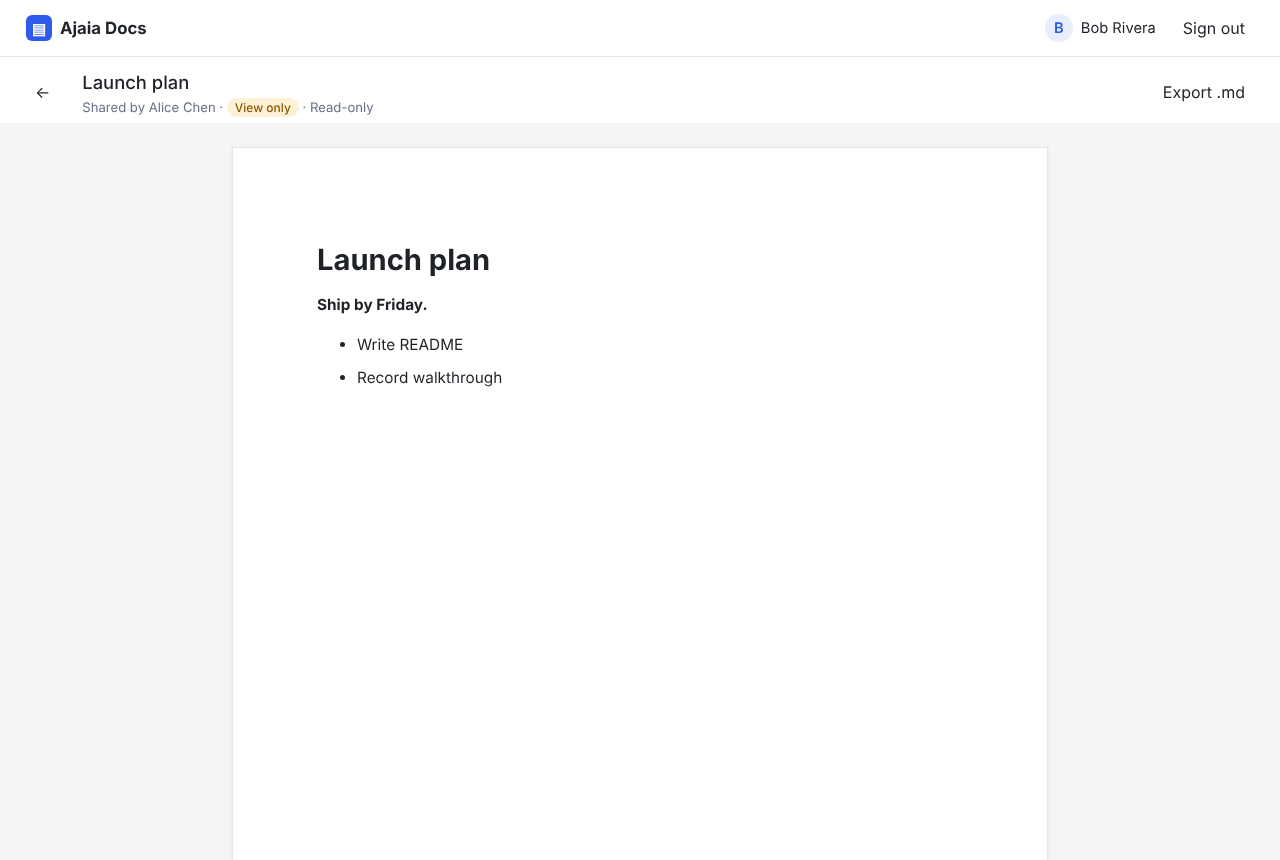 Ajaia Docs
B Bob Rivera Sign out
← Launch plan
Shared by Alice Chen · View only · Read-only
Export .md
Launch plan
Ship by Friday.
• Write README
• Record walkthrough